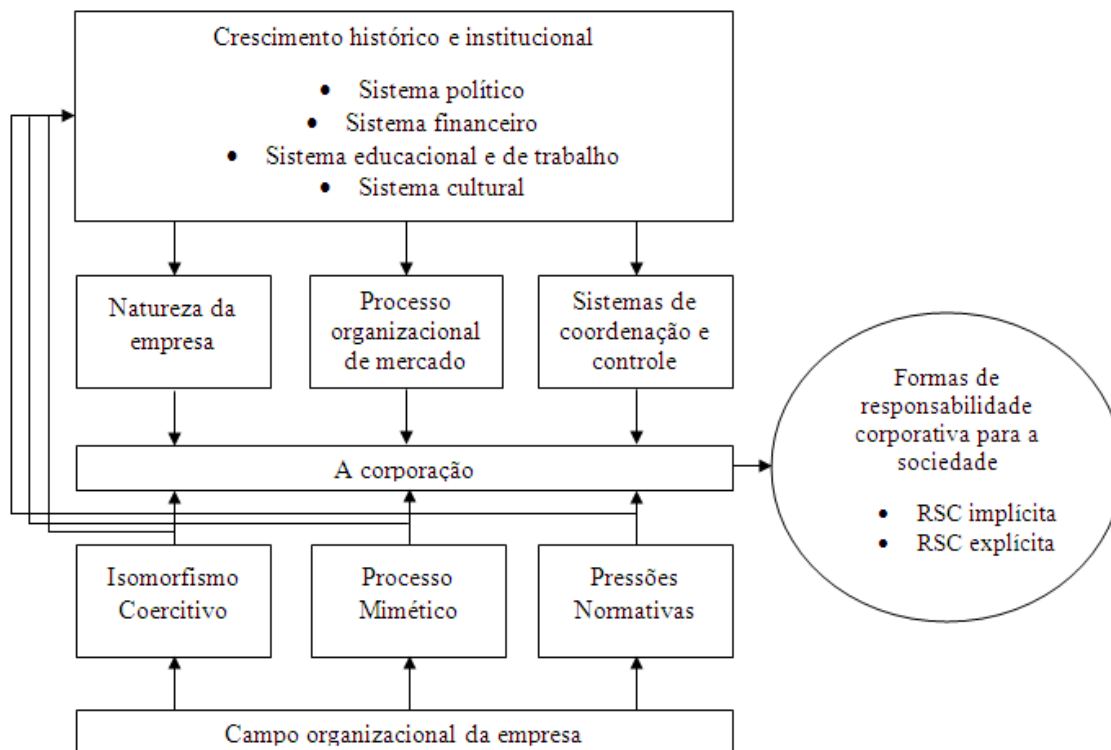 Crescimento histórico e institucional
• Sistema político
• Sistema financeiro
• Sistema educacional e de trabalho
• Sistema cultural
Natureza da
empresa
Processo
organizacional
de mercado
Sistemas de
coordenação e
controle
A corporação
Formas de
responsabilidade
corporativa para a
sociedade
• RSC implícita
• RSC explícita
Isomorfismo
Coercitivo
Processo
Mimético
Pressões
Normativas
Campo organizacional da empresa